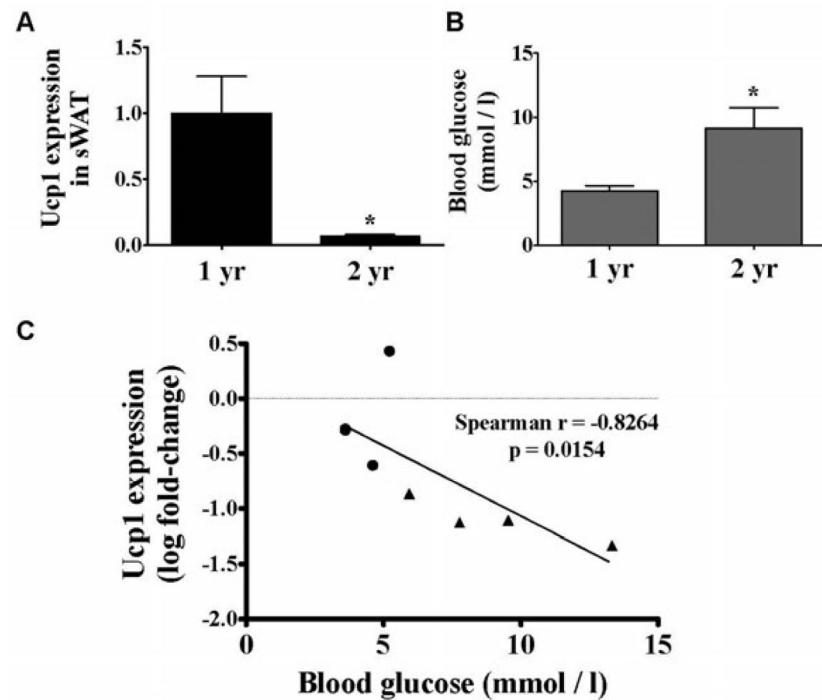 A
Ucp1 expression
in sWAT
1.5
1.0
0.5
0.0
*
1 yr
2 yr
B
Blood glucose
(mmol / l)
15
10
5
0
*
1 yr
2 yr
C
Ucp1 expression
(log fold-change)
0.5
0.0
-0.5
-1.0
-1.5
-2.0
Spearman r = -0.8264
p = 0.0154
0
5
10
15
Blood glucose (mmol / l)